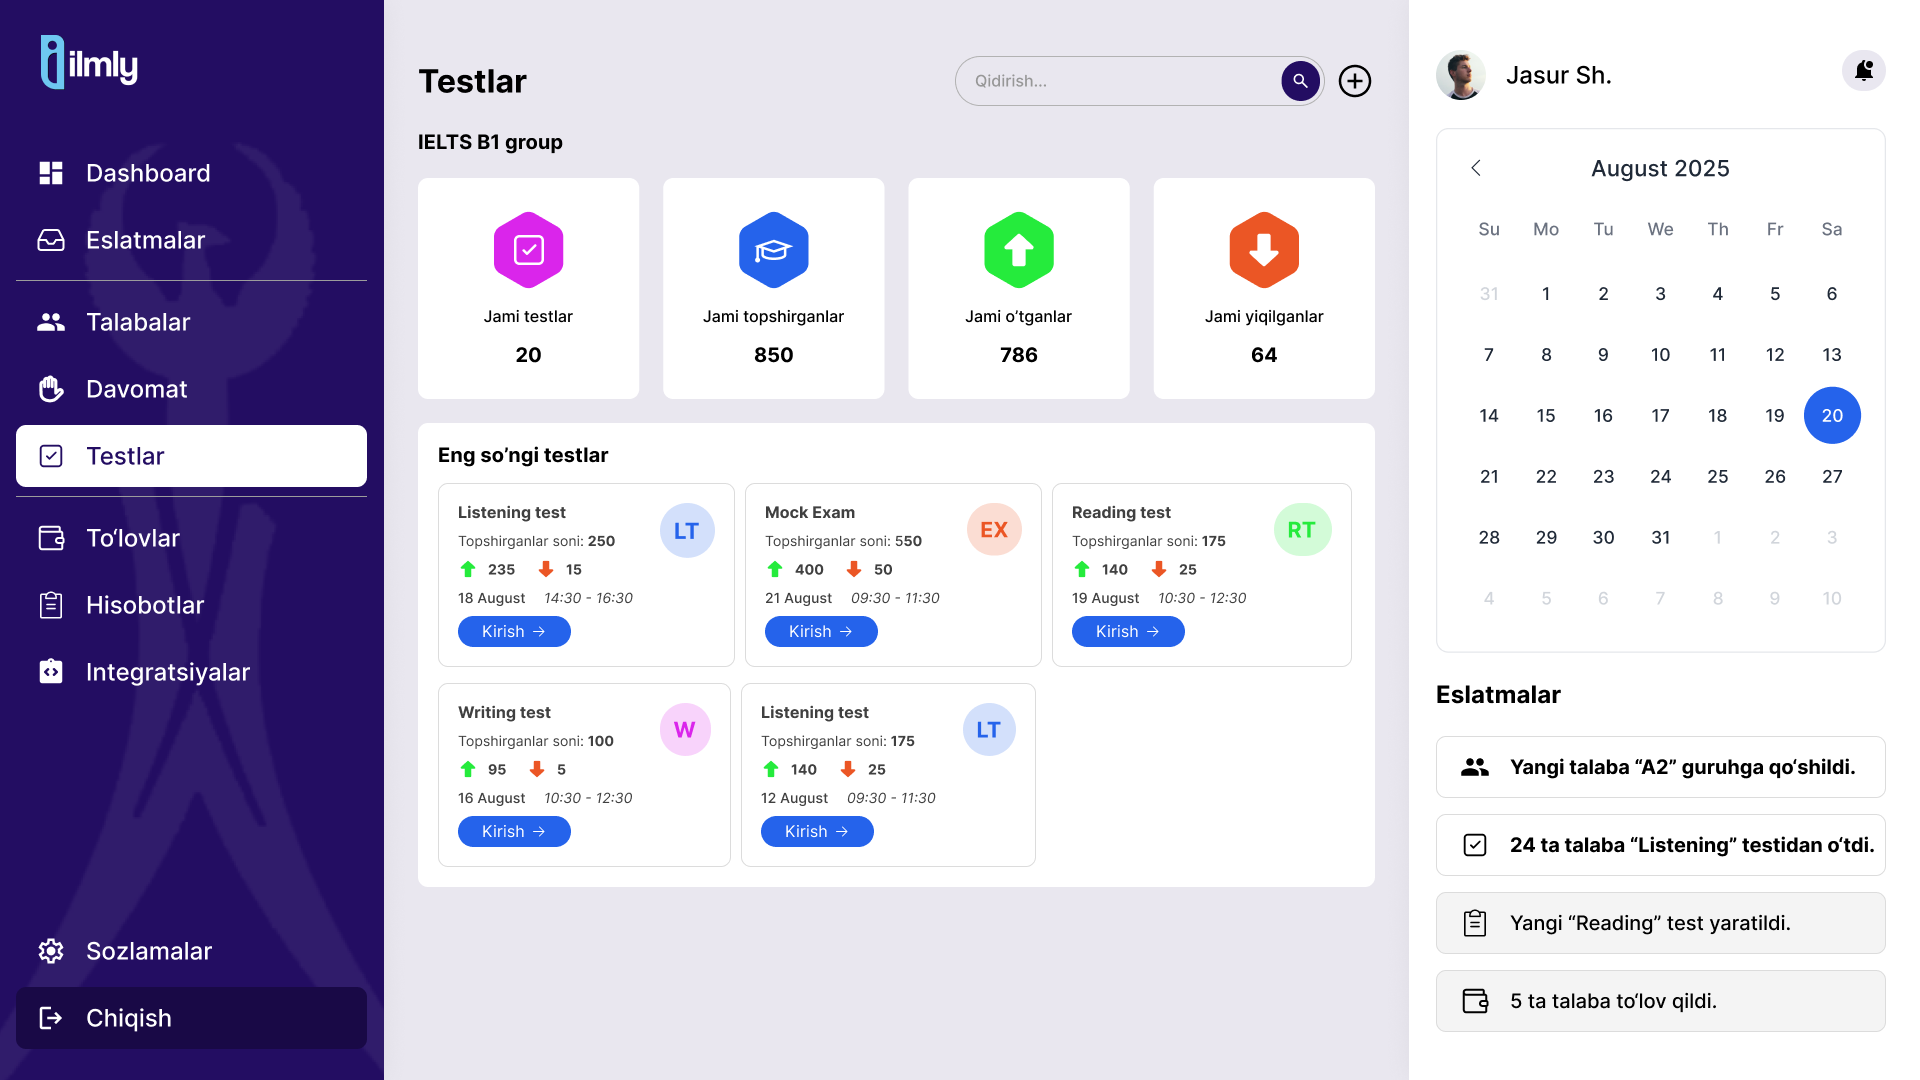 ilmly
Dashboard
Eslatmalar
Talabalar
Davomat
Testlar
To‘lovlar
Hisobotlar
Integratsiyalar
Sozlamalar
Chiqish
Testlar
Qidirish...
IELTS B1 group
Jami testlar
20
Jami topshirganlar
850
Jami o’tganlar
786
Jami yiqilganlar
64
Eng so’ngi testlar
Listening test
LT
Topshirganlar soni: 250
235 15
18 August 14:30 - 16:30
Kirish
Mock Exam
EX
Topshirganlar soni: 550
400 50
21 August 09:30 - 11:30
Kirish
Reading test
RT
Topshirganlar soni: 175
140 25
19 August 10:30 - 12:30
Kirish
Writing test
W
Topshirganlar soni: 100
95 5
16 August 10:30 - 12:30
Kirish
Listening test
LT
Topshirganlar soni: 175
140 25
12 August 09:30 - 11:30
Kirish
Jasur Sh.
August 2025
Su Mo Tu We Th Fr Sa
31 1 2 3 4 5 6
7 8 9 10 11 12 13
14 15 16 17 18 19 20
21 22 23 24 25 26 27
28 29 30 31 1 2 3
4 5 6 7 8 9 10
Eslatmalar
Yangi talaba “A2” guruhga qo‘shildi.
24 ta talaba “Listening” testidan o‘tdi.
Yangi “Reading” test yaratildi.
5 ta talaba to‘lov qildi.